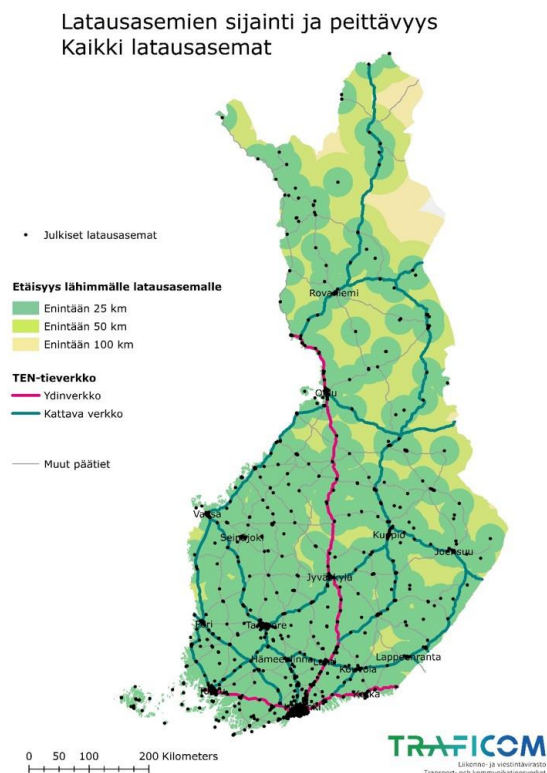 Latausasemien sijainti ja peittävyys
Kaikki latausasemat
Julkiset latausasemat
Etäisyys lähimmälle latausasemalle
Enintään 25 km
Enintään 50 km
Enintään 100 km
TEN-tieverkko
Ydinverkko
Kattava verkko
Muut päätiet
Rovaniemi
Oulu
Vaasa
Seinäjoki
Kuopio
Joensuu
Jyväskylä
Pori
Tampere
Hämeenlinna
Lahti
Kouvola
Lappeenranta
Kotka
0 50 100 200 Kilometers
TRAFICOM
Liikenne- ja viestintävirasto